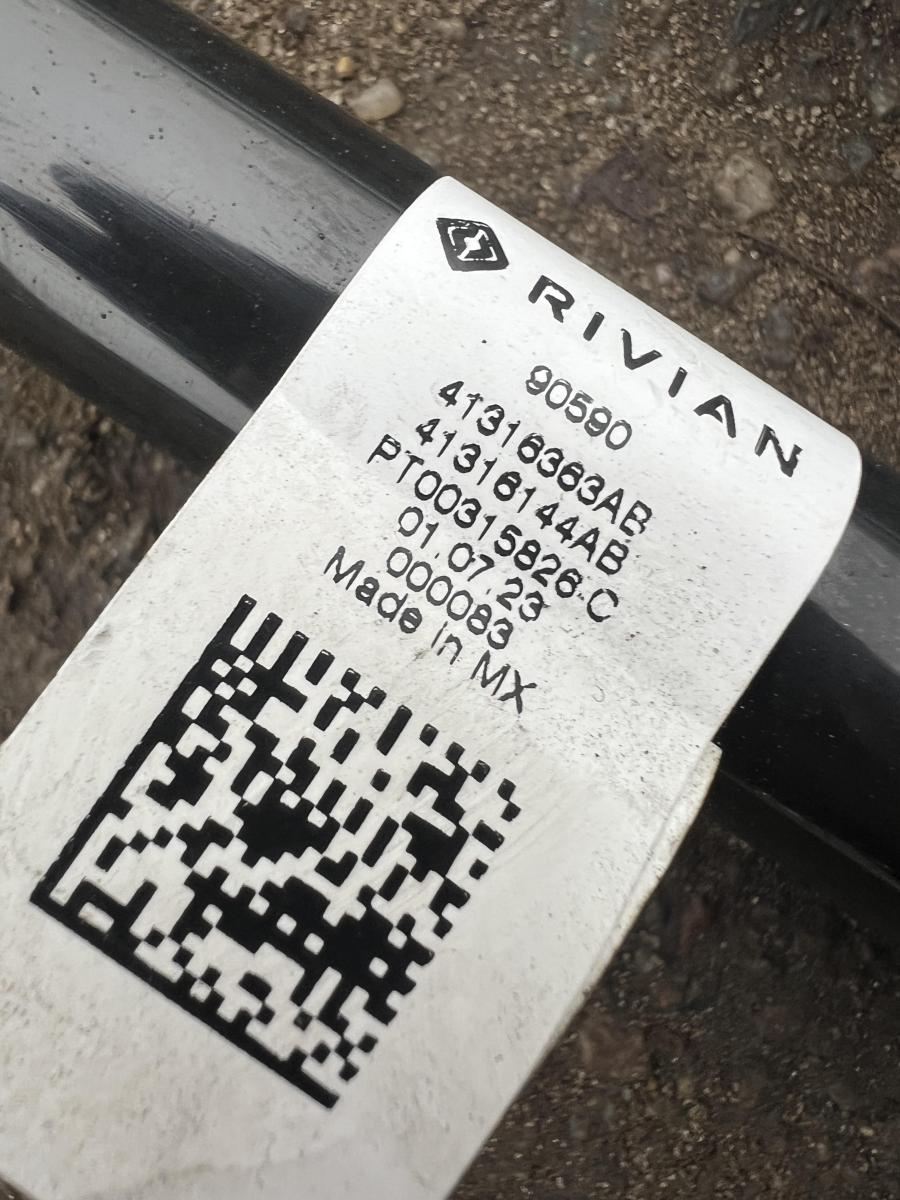 RIVIAN
90590
41316363AB
41316144AB
PT00315826-C
01.07.23
000083
Made in MX